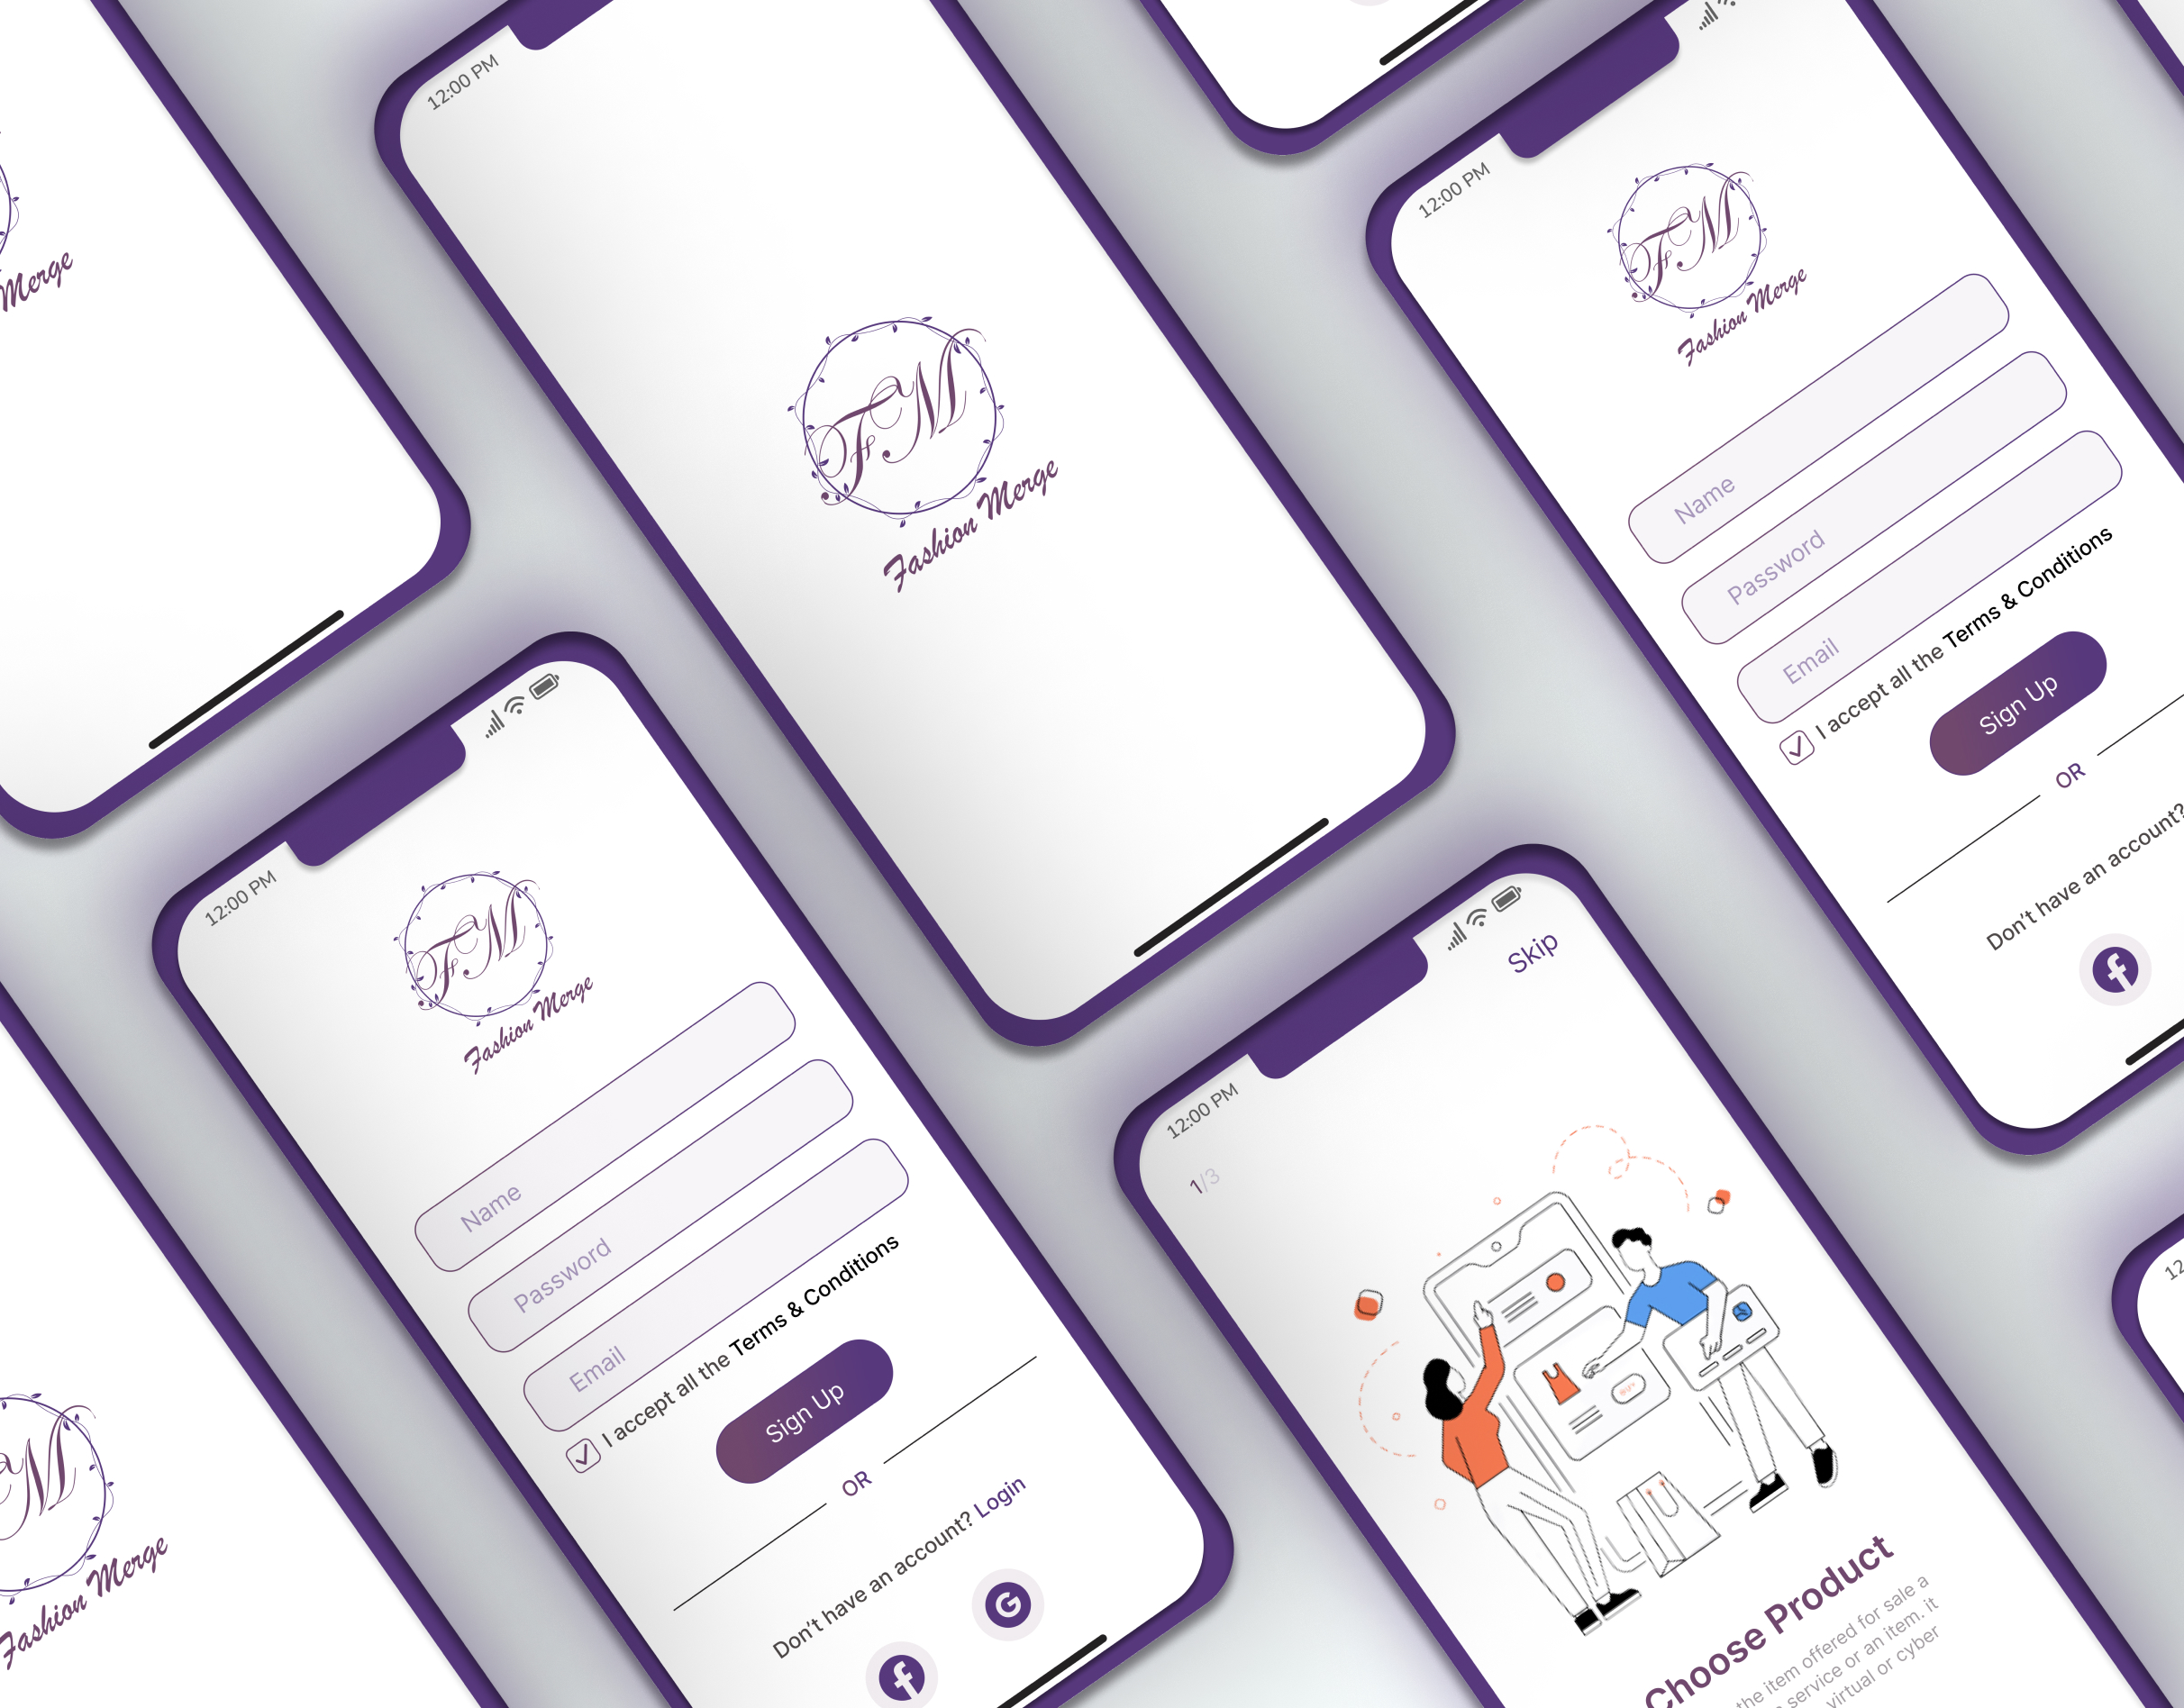 Merge
12:00 PM
FM
Fashion Merge
12:00 PM
FM
Fashion Merge
Name
Password
Email
I accept all the Terms & Conditions
Sign Up
OR
Don't have an account?
12:00 PM
FM
Fashion Merge
Name
Password
Email
I accept all the Terms & Conditions
Sign Up
OR
Don't have an account? Login
G
12:00 PM
Skip
1/3
BUY
Choose Product
the item offered for sale a
service or an item. it
virtual or cyber
M
Fashion Merge
12